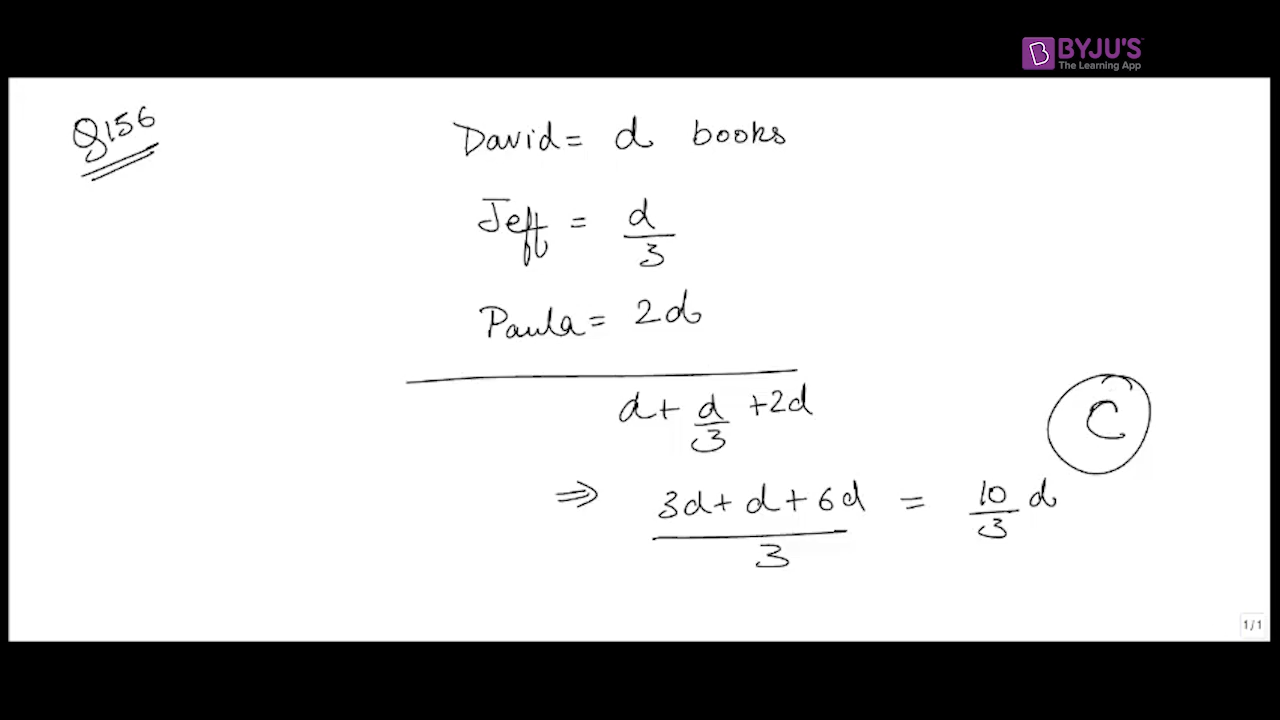 BYJU'S
The Learning App
Q156
David = d books
Jeff = d/3
Paula = 2d
d + d/3 + 2d
C
⇒ (3d + d + 6d)/3 = 10/3 d
1/1